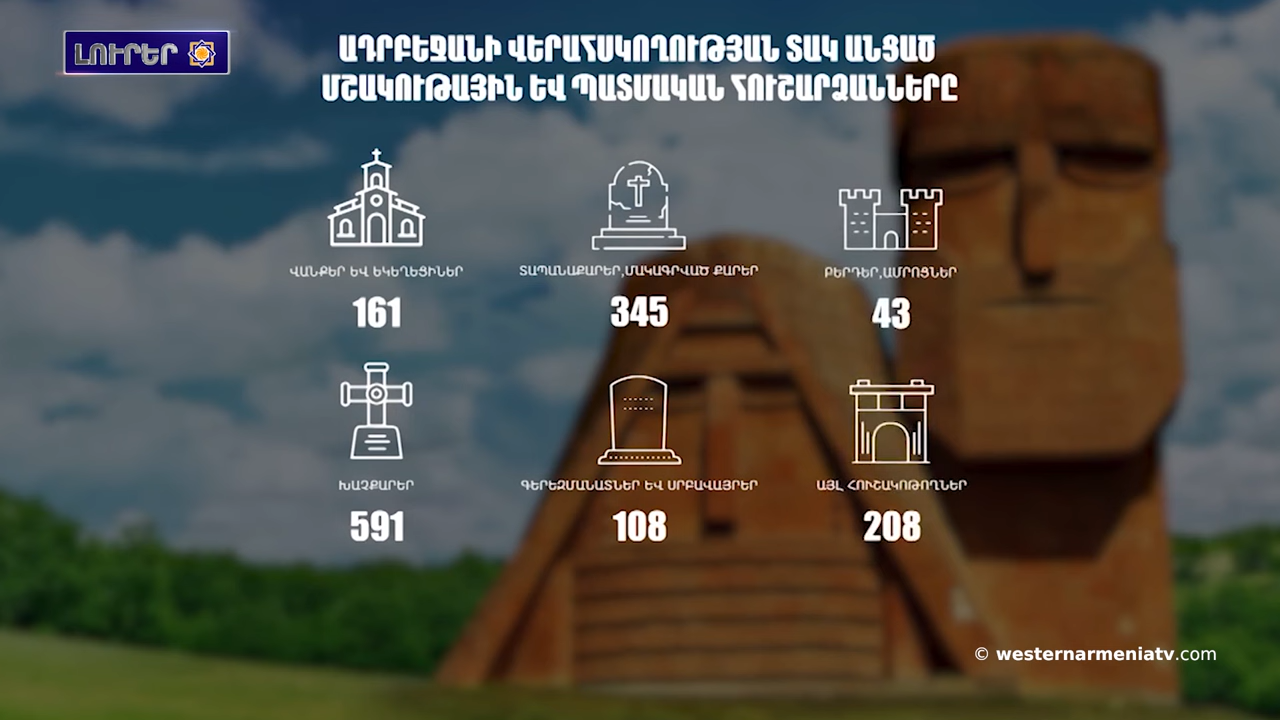 ԼՈՒՐԵՐ
ԱԴՐԲԵՋԱՆԻ ՎԵՐԱՀՍԿՈՂՈՒԹՅԱՆ ՏԱԿ ԱՆՑԱԾ
ՄՇԱԿՈՒԹԱՅԻՆ ԵՎ ՊԱՏՄԱԿԱՆ ՀՈՒՇԱՐՁԱՆՆԵՐԸ
ՎԱՆՔԵՐ ԵՎ ԵԿԵՂԵՑԻՆԵՐ
161
ՏԱՊԱՆԱՔԱՐԵՐ,ՄԱԿԱԳՐՎԱԾ ՔԱՐԵՐ
345
ԲԵՐԴԵՐ,ԱՄՐՈՑՆԵՐ
43
ԽԱՉՔԱՐԵՐ
591
ԳԵՐԵԶՄԱՆԱՏՆԵՐ ԵՎ ՍՐԲԱՎԱՅՐԵՐ
108
ԱՅԼ ՀՈՒՇԱԿՈԹՈՂՆԵՐ
208
© westernarmeniatv.com